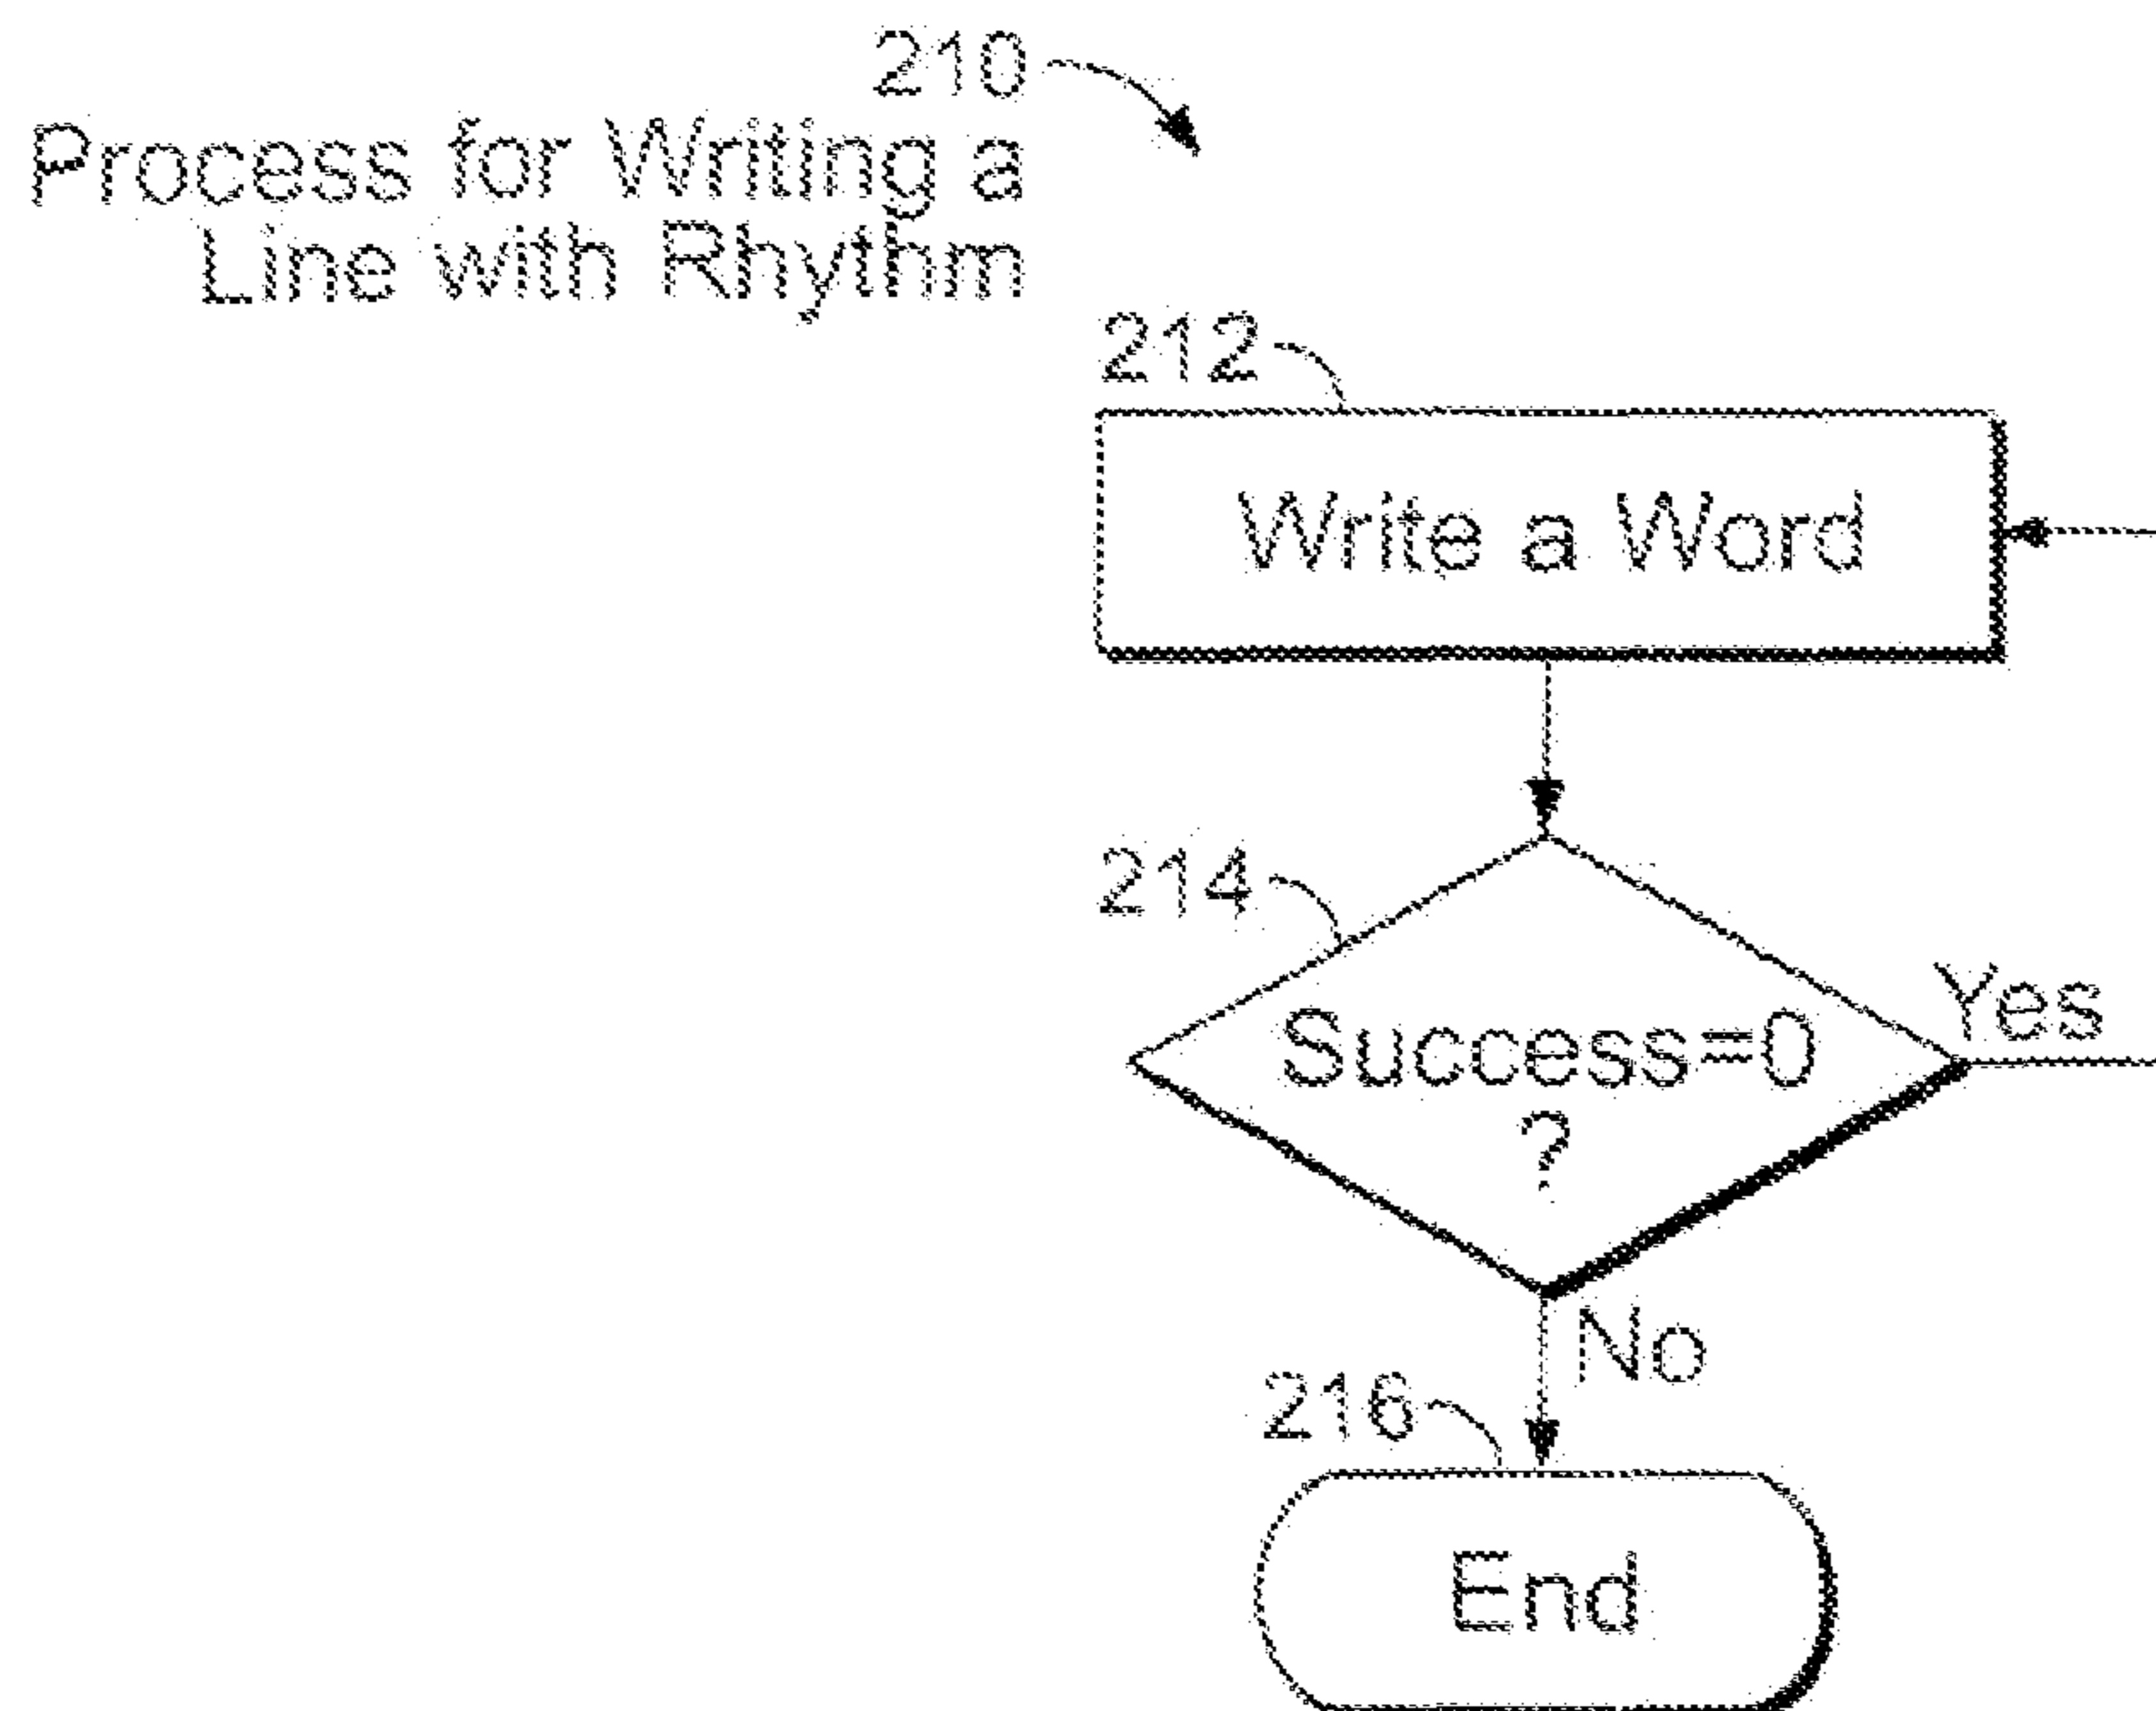 210
Process for Writing a
Line with Rhythm
212
Write a Word
214
Success=0
?
Yes
No
216
End